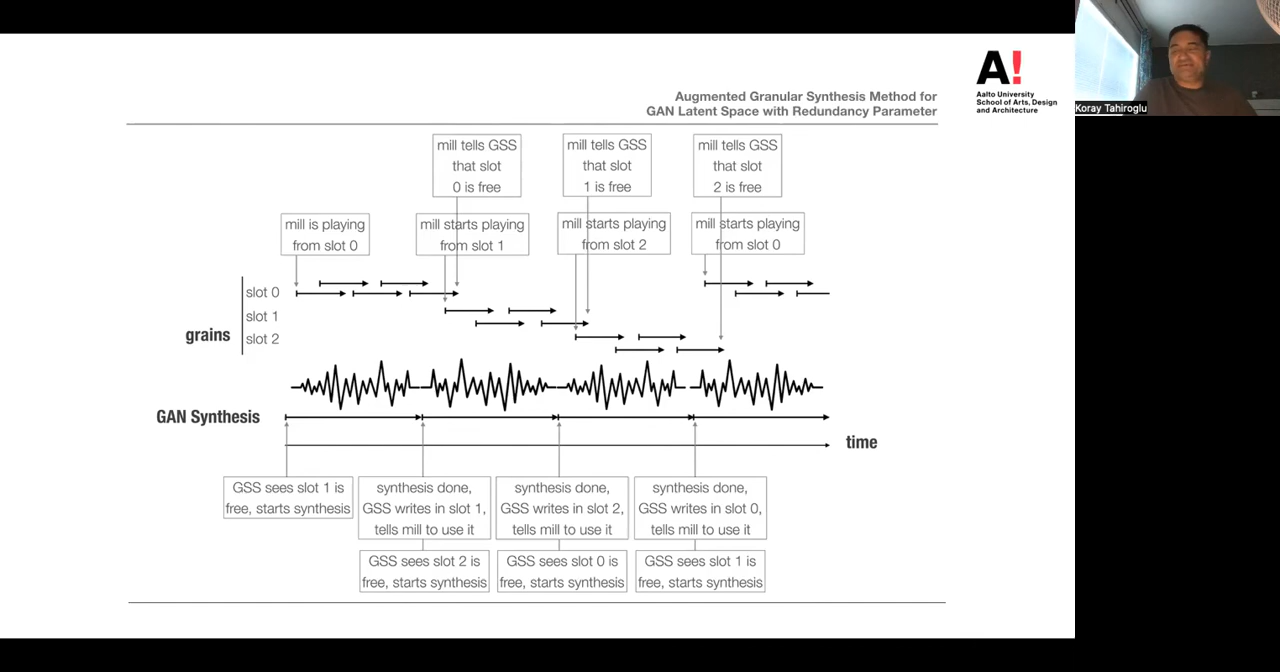 A!
Aalto University
School of Arts, Design
and Architecture
Koray Tahiroglu
Augmented Granular Synthesis Method for
GAN Latent Space with Redundancy Parameter
mill tells GSS
that slot
0 is free
mill tells GSS
that slot
1 is free
mill tells GSS
that slot
2 is free
mill is playing
from slot 0
mill starts playing
from slot 1
mill starts playing
from slot 2
mill starts playing
from slot 0
grains
slot 0
slot 1
slot 2
GAN Synthesis
time
GSS sees slot 1 is
free, starts synthesis
synthesis done,
GSS writes in slot 1,
tells mill to use it
synthesis done,
GSS writes in slot 2,
tells mill to use it
synthesis done,
GSS writes in slot 0,
tells mill to use it
GSS sees slot 2 is
free, starts synthesis
GSS sees slot 0 is
free, starts synthesis
GSS sees slot 1 is
free, starts synthesis